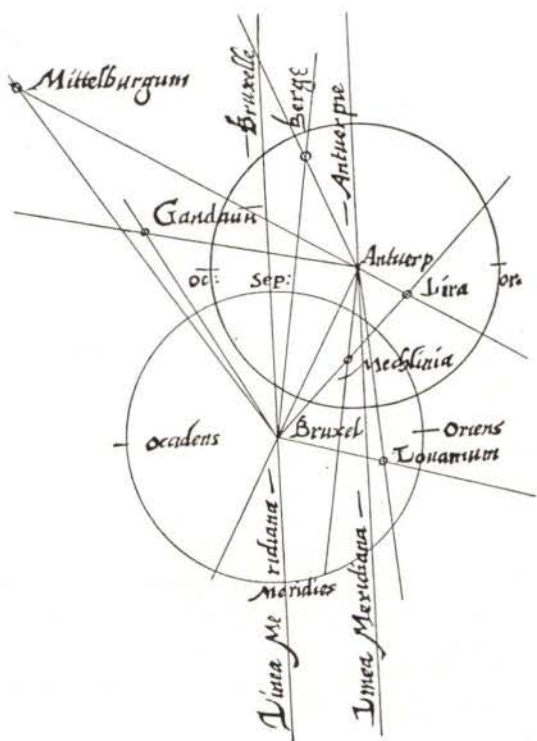 Mittelburgum
Bruxelle
Berge
Antuerpie
Gandauū
Antuerp
oc:
Sep:
or.
Lira
Mechlinia
Occidens
Bruxel
Oriens
Louanium
Meridies
Linea Meridiana
Linea Meridiana